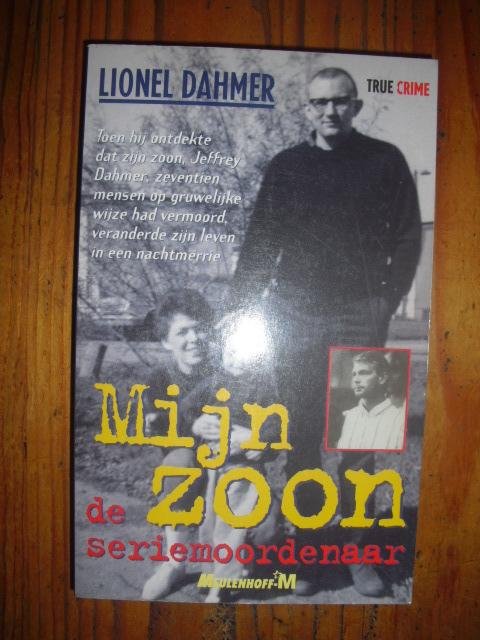 LIONEL DAHMER
TRUE CRIME
Toen hij ontdekte
dat zijn zoon, Jeffrey
Dahmer, zeventien
mensen op gruwelijke
wijze had vermoord,
veranderde zijn leven
in een nachtmerrie
Mijn
zoon
de
seriemoordenaar
MEULENHOFF-M